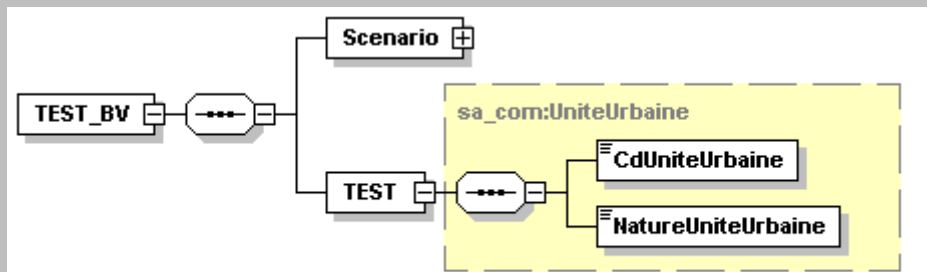 Scenario
TEST_BV
sa_com:UniteUrbaine
CdUniteUrbaine
TEST
NatureUniteUrbaine